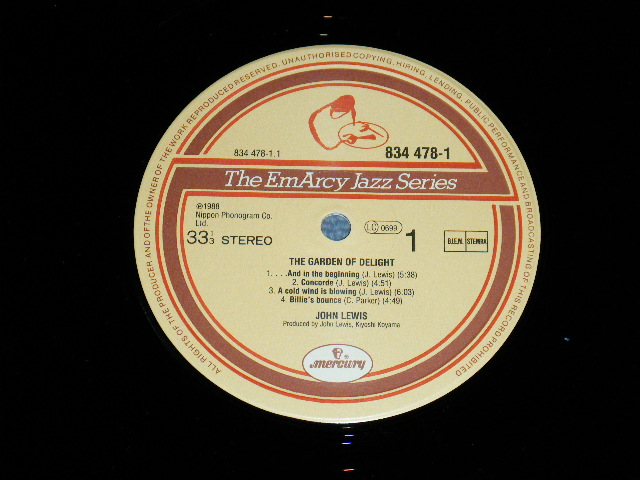 ALL RIGHTS OF THE PRODUCER AND OF THE OWNER OF THE WORK REPRODUCED RESERVED. UNAUTHORISED COPYING, HIRING, LENDING, PUBLIC PERFORMANCE AND BROADCASTING OF THIS RECORD PROHIBITED
834 478-1.1
834 478-1
The EmArcy Jazz Series
℗1988
Nippon Phonogram Co.
Ltd.
33 1/3 STEREO
LC 0699
1
B.I.E.M. STEMRA
THE GARDEN OF DELIGHT
1. . . .And in the beginning (J. Lewis) (5:38)
2. Concorde (J. Lewis) (4:51)
3. A cold wind is blowing (J. Lewis) (6.03)
4. Billie's bounce (C. Parker) (4:49)
JOHN LEWIS
Produced by John Lewis, Kiyoshi Koyama
mercury